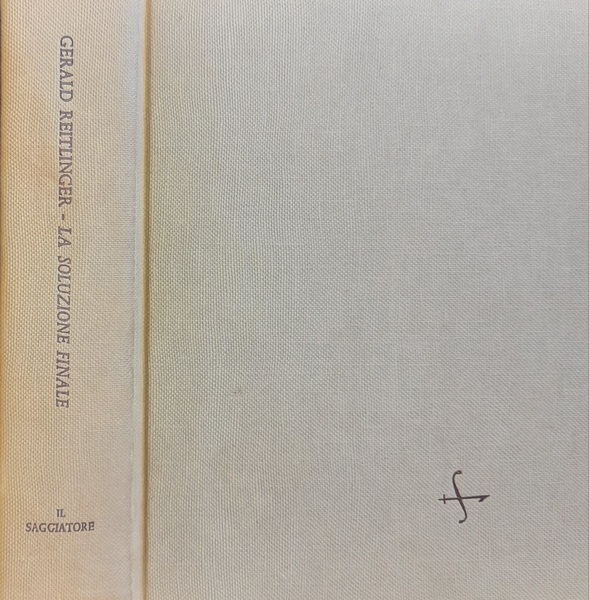 GERALD REITLINGER - LA SOLUZIONE FINALE
IL
SAGGIATORE